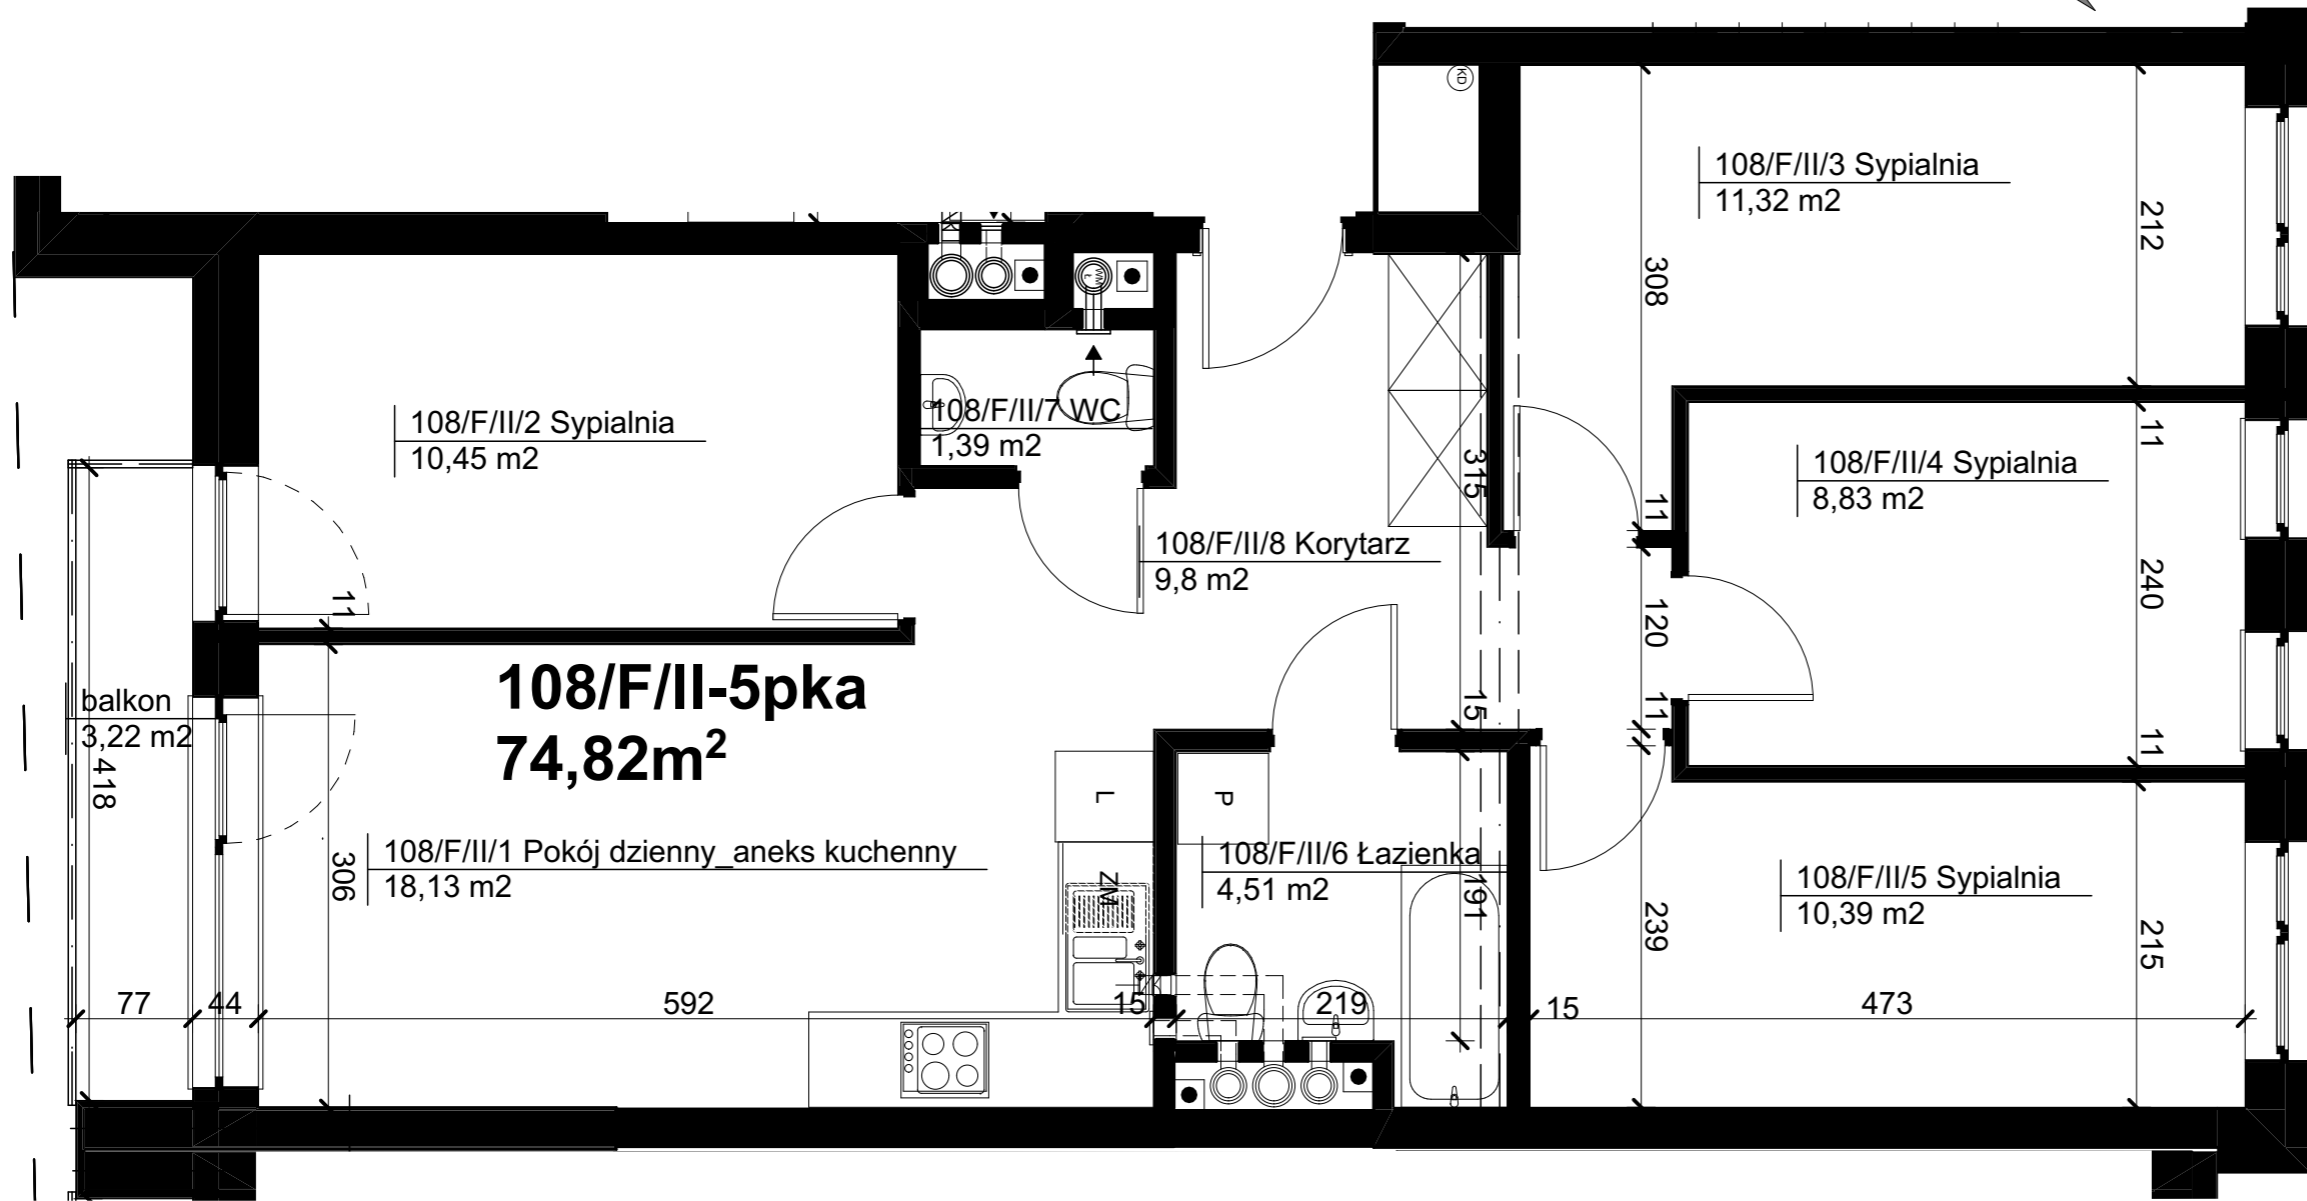 KD
108/F/II/3 Sypialnia
11,32 m2
212
308
WM
108/F/II/2 Sypialnia
10,45 m2
108/F/II/7 WC
1,39 m2
315
11
11
108/F/II/4 Sypialnia
8,83 m2
108/F/II/8 Korytarz
9,8 m2
240
120
11
balkon
3,22 m2
418
108/F/II-5pka
74,82m²
15
11
11
L
P
108/F/II/1 Pokój dzienny_aneks kuchenny
18,13 m2
306
ZM
108/F/II/6 Łazienka
4,51 m2
191
108/F/II/5 Sypialnia
10,39 m2
239
215
77
44
592
15
219
15
473